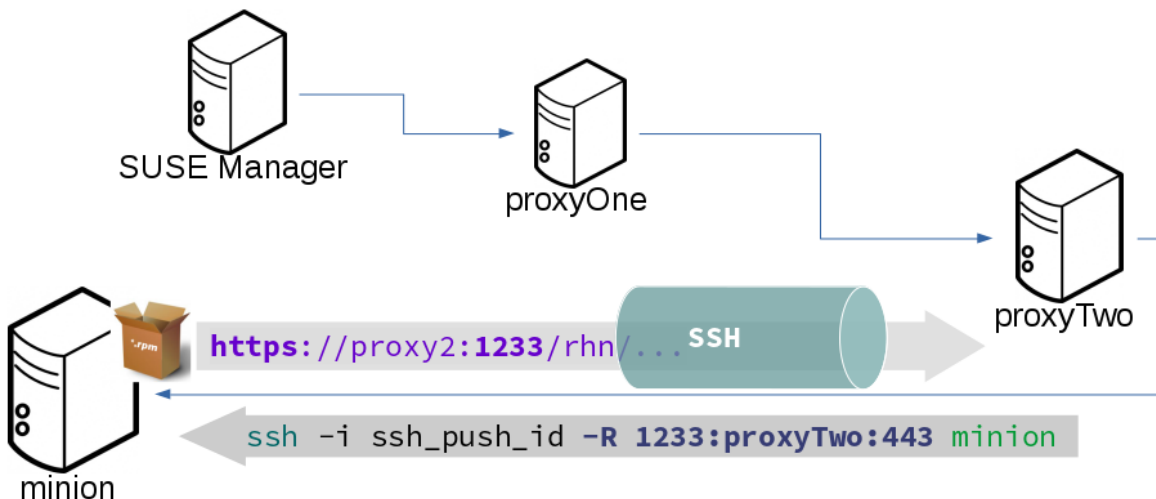 SUSE Manager
proxyOne
proxyTwo
*.rpm
https://proxy2:1233/rhn/... SSH
ssh -i ssh_push_id -R 1233:proxyTwo:443 minion
minion